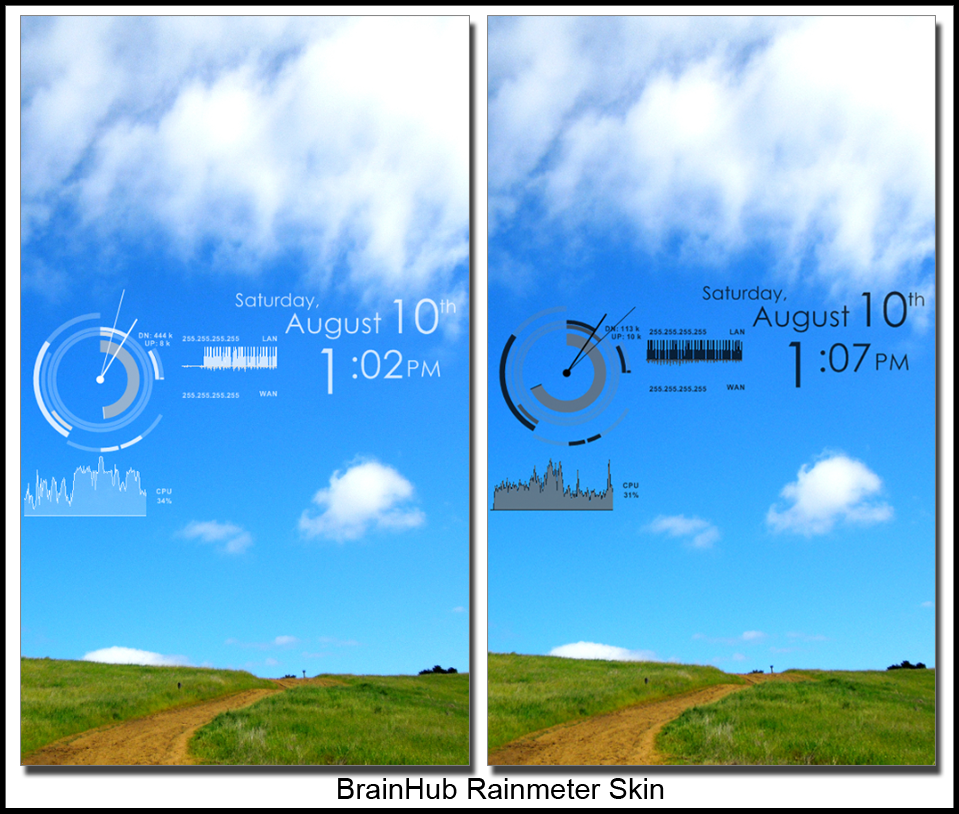 Saturday,
August 10th
1:02PM
DN: 444 k
UP: 8 k
255.255.255.255 LAN
255.255.255.255 WAN
CPU
34%
Saturday,
August 10th
1:07PM
DN: 113 k
UP: 10 k
255.255.255.255 LAN
255.255.255.255 WAN
CPU
31%
BrainHub Rainmeter Skin